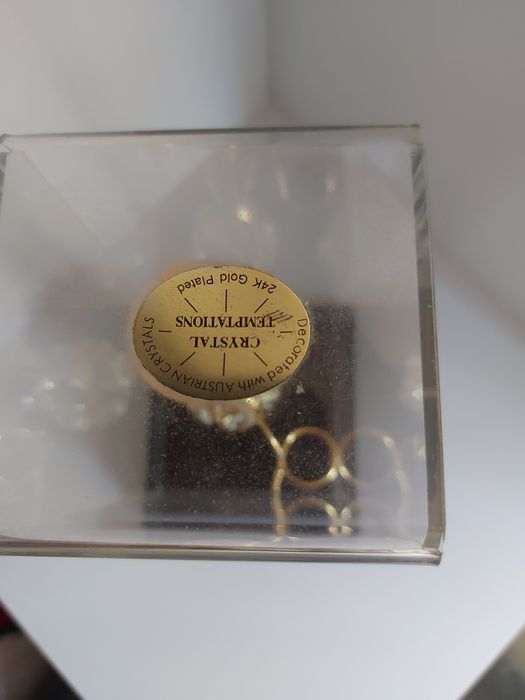 24K Gold Plated
CRYSTAL
TEMPTATIONS
Decorated with AUSTRIAN CRYSTALS